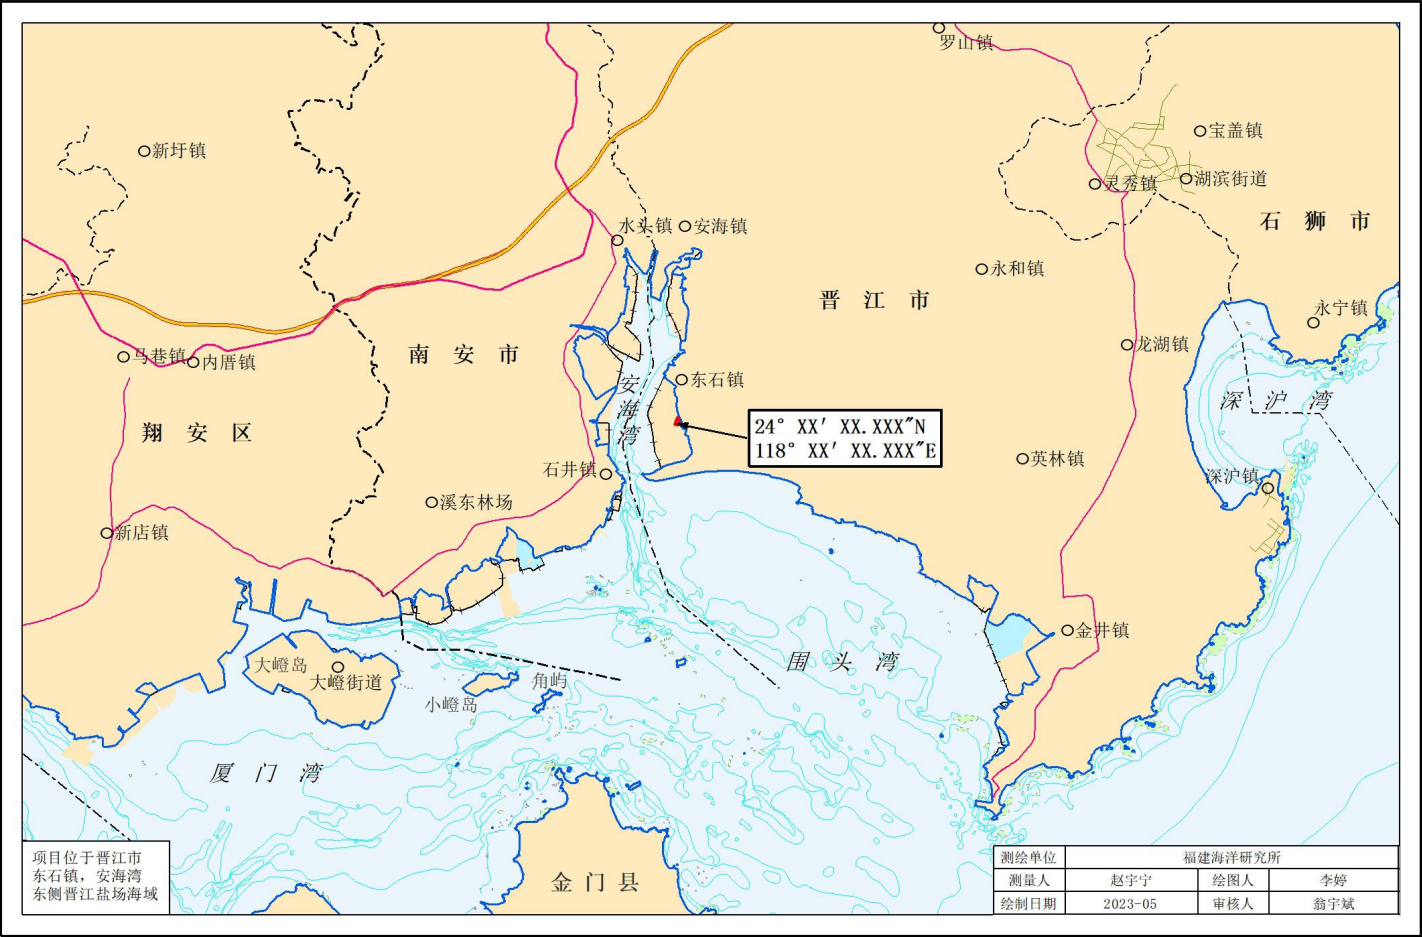 罗山镇
宝盖镇
新圩镇
灵秀镇
湖滨街道
石狮市
水头镇
安海镇
永和镇
晋江市
永宁镇
马巷镇
内厝镇
南安市
龙湖镇
东石镇
安海湾
深沪湾
翔安区
24° XX′ XX.XXX″N
118° XX′ XX.XXX″E
石井镇
英林镇
深沪镇
溪东林场
新店镇
金井镇
大嶝岛
大嶝街道
围头湾
角屿
小嶝岛
厦门湾
金门县
项目位于晋江市
东石镇，安海湾
东侧晋江盐场海域
测绘单位 福建海洋研究所
测量人 赵宇宁 绘图人 李婷
绘制日期 2023-05 审核人 翁宇斌